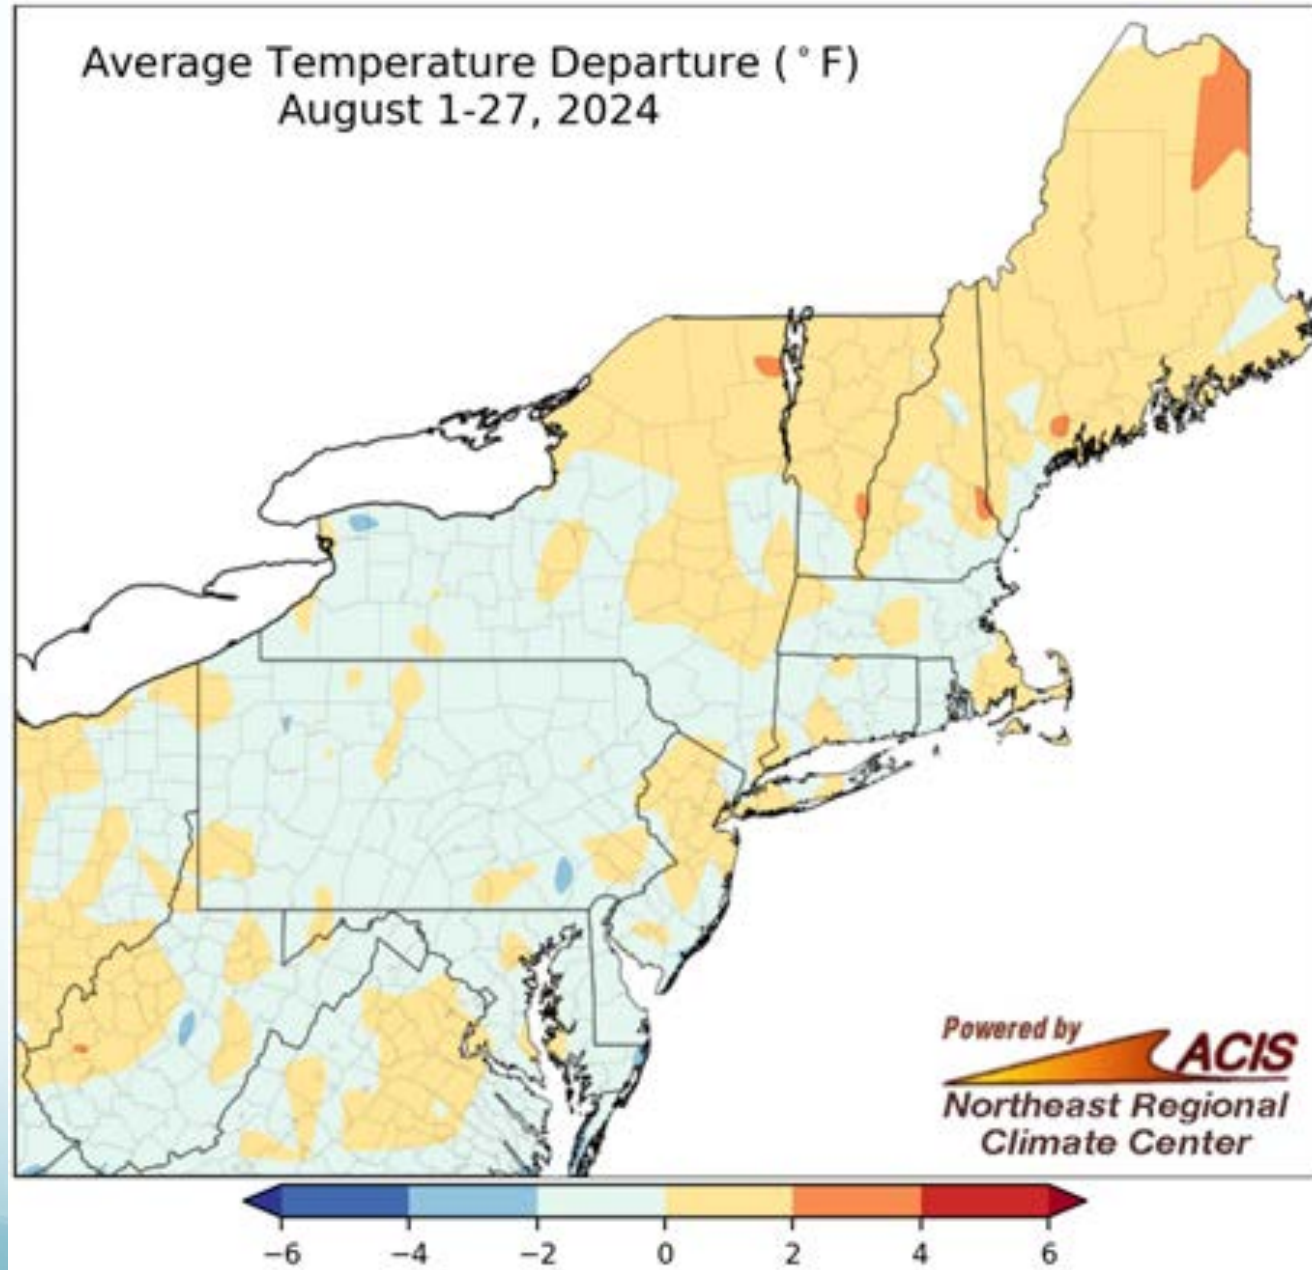 Average Temperature Departure (°F)
August 1-27, 2024
Powered by
ACIS
Northeast Regional
Climate Center
−6 −4 −2 0 2 4 6